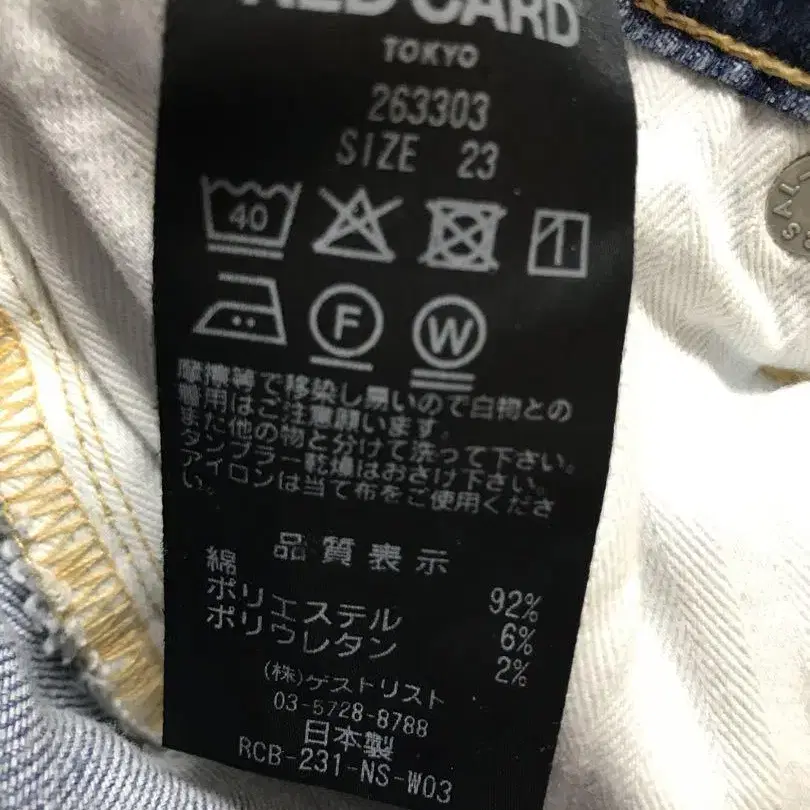 RED CARD
TOKYO
263303
SIZE 23
40
F
W
摩擦等で移染し易いので白物との
着用はご注意願います。
また他の物と分けて洗って下さい。
タンブラー乾燥はおさけ下さい。
アイロンは当て布をご使用くださ
い。
品質表示
綿 92%
ポリエステル 6%
ポリウレタン 2%
(株)ゲストリスト
03-5728-8788
日本製
RCB-231-NS-W03